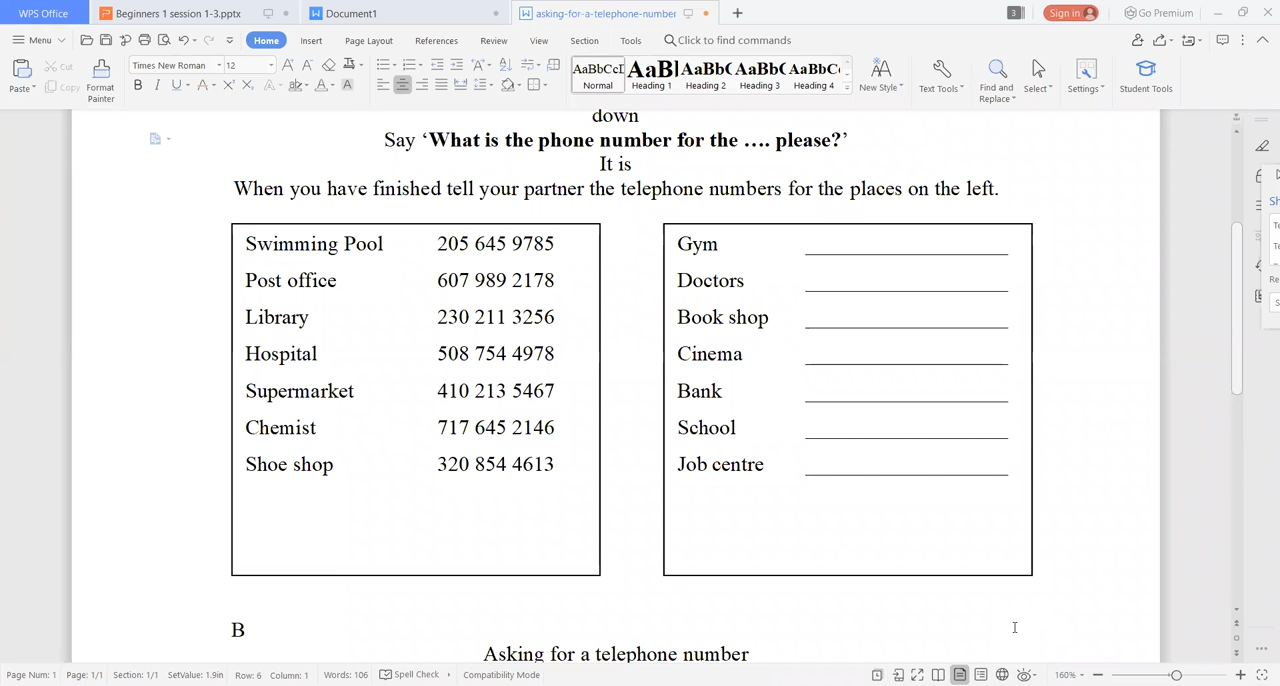 WPS Office
Beginners 1 session 1-3.pptx
Document1
asking-for-a-telephone-number
3
Sign in
Go Premium
Menu
Home
Insert
Page Layout
References
Review
View
Section
Tools
Click to find commands
Paste
Cut
Copy
Format Painter
Times New Roman
12
AaBbCcD
Normal
AaBl
Heading 1
AaBb(
Heading 2
AaBb(
Heading 3
AaBbC
Heading 4
New Style
Text Tools
Find and Replace
Select
Settings
Student Tools
down
Say ‘What is the phone number for the …. please?’
It is
When you have finished tell your partner the telephone numbers for the places on the left.
Swimming Pool 205 645 9785
Post office 607 989 2178
Library 230 211 3256
Hospital 508 754 4978
Supermarket 410 213 5467
Chemist 717 645 2146
Shoe shop 320 854 4613
Gym
Doctors
Book shop
Cinema
Bank
School
Job centre
B
Asking for a telephone number
Page Num: 1
Page: 1/1
Section: 1/1
SetValue: 1.9in
Row: 6
Column: 1
Words: 106
Spell Check
Compatibility Mode
160%